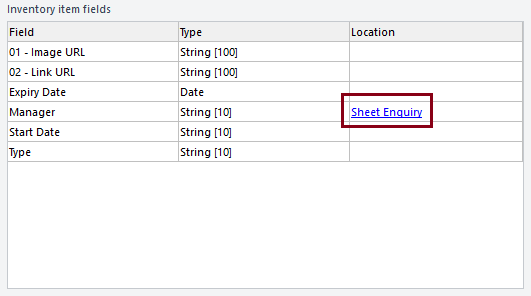 Inventory item fields
Field Type Location
01 - Image URL String [100]
02 - Link URL String [100]
Expiry Date Date
Manager String [10] Sheet Enquiry
Start Date String [10]
Type String [10]